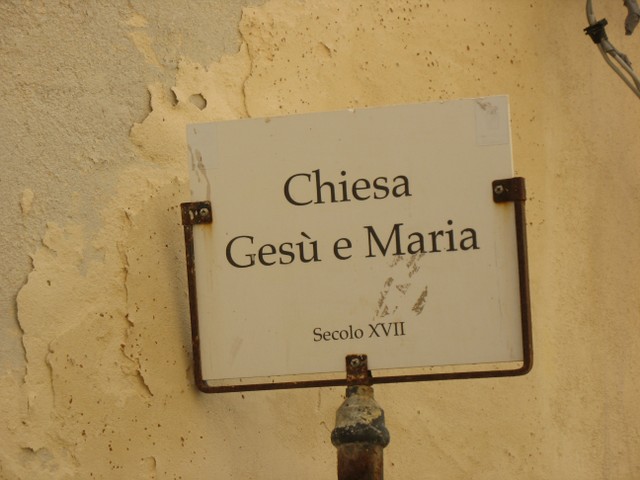 Chiesa
Gesù e Maria
Secolo XVII